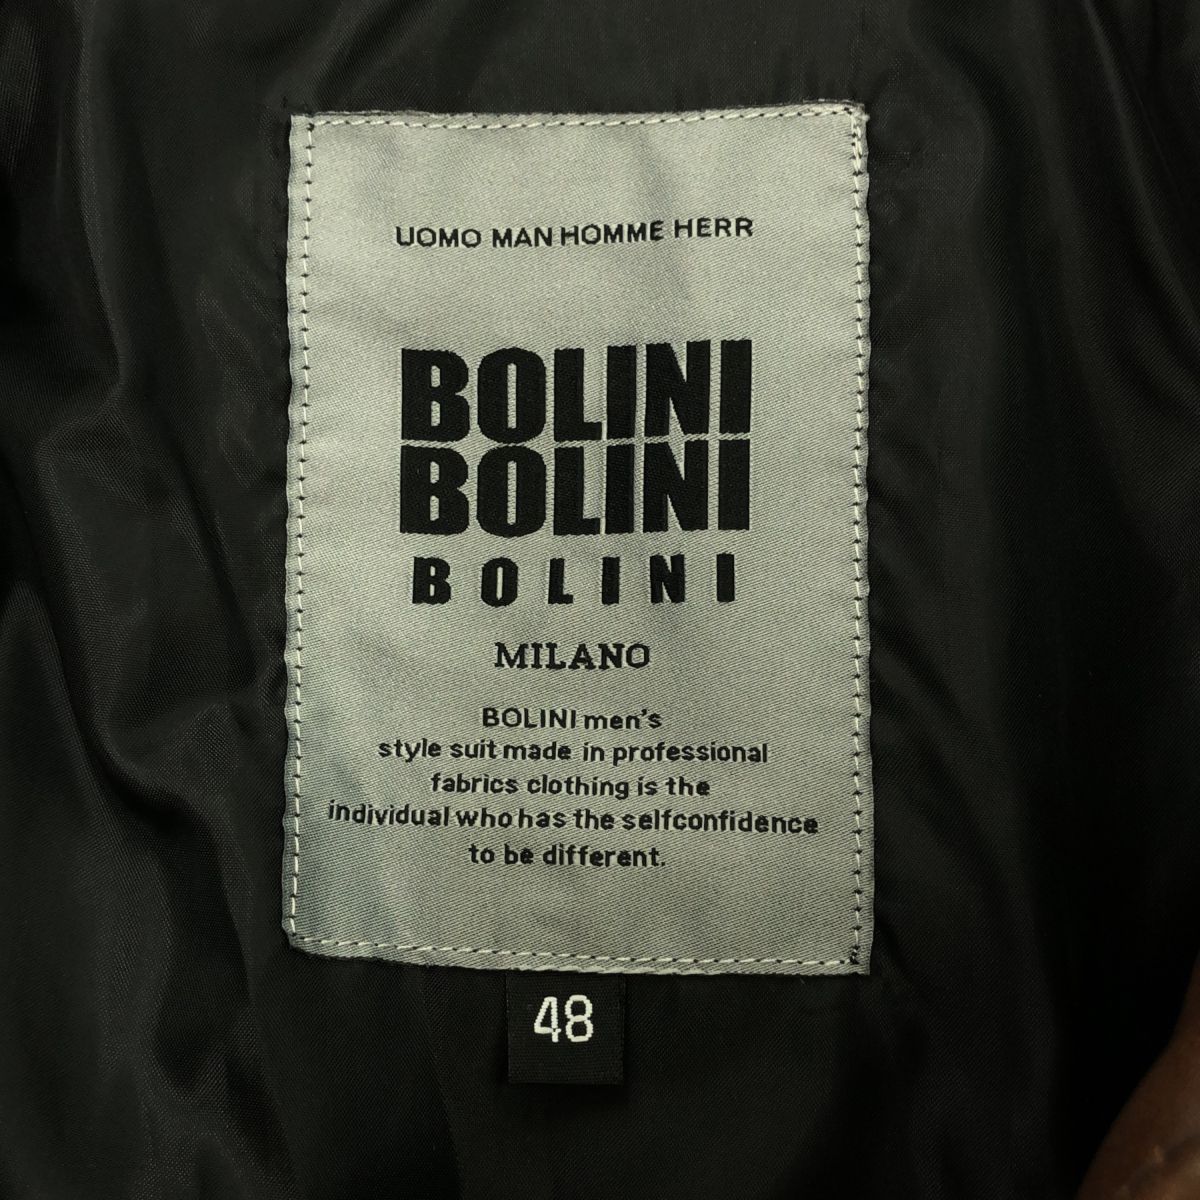 UOMO MAN HOMME HERR
BOLINI
BOLINI
BOLINI
MILANO
BOLINI men's
style suit made in professional
fabrics clothing is the
individual who has the selfconfidence
to be different.
48